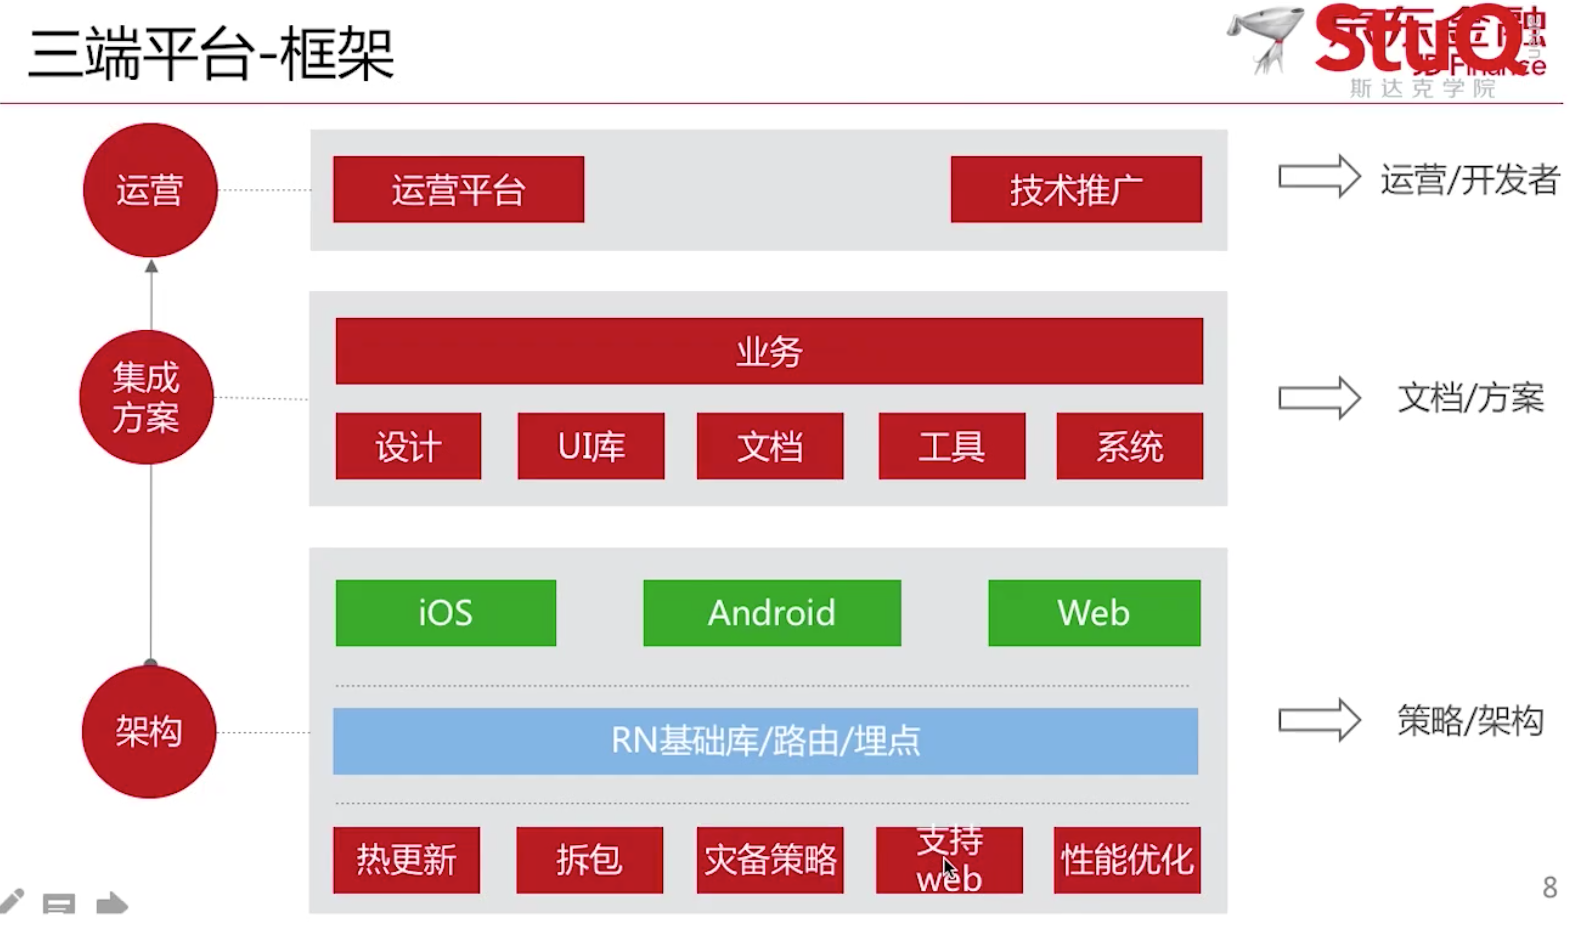 三端平台-框架
StuQ
JD Finance
斯达克学院
运营
运营平台
技术推广
运营/开发者
集成
方案
业务
设计
UI库
文档
工具
系统
文档/方案
架构
iOS
Android
Web
RN基础库/路由/埋点
热更新
拆包
灾备策略
支持
web
性能优化
策略/架构
8